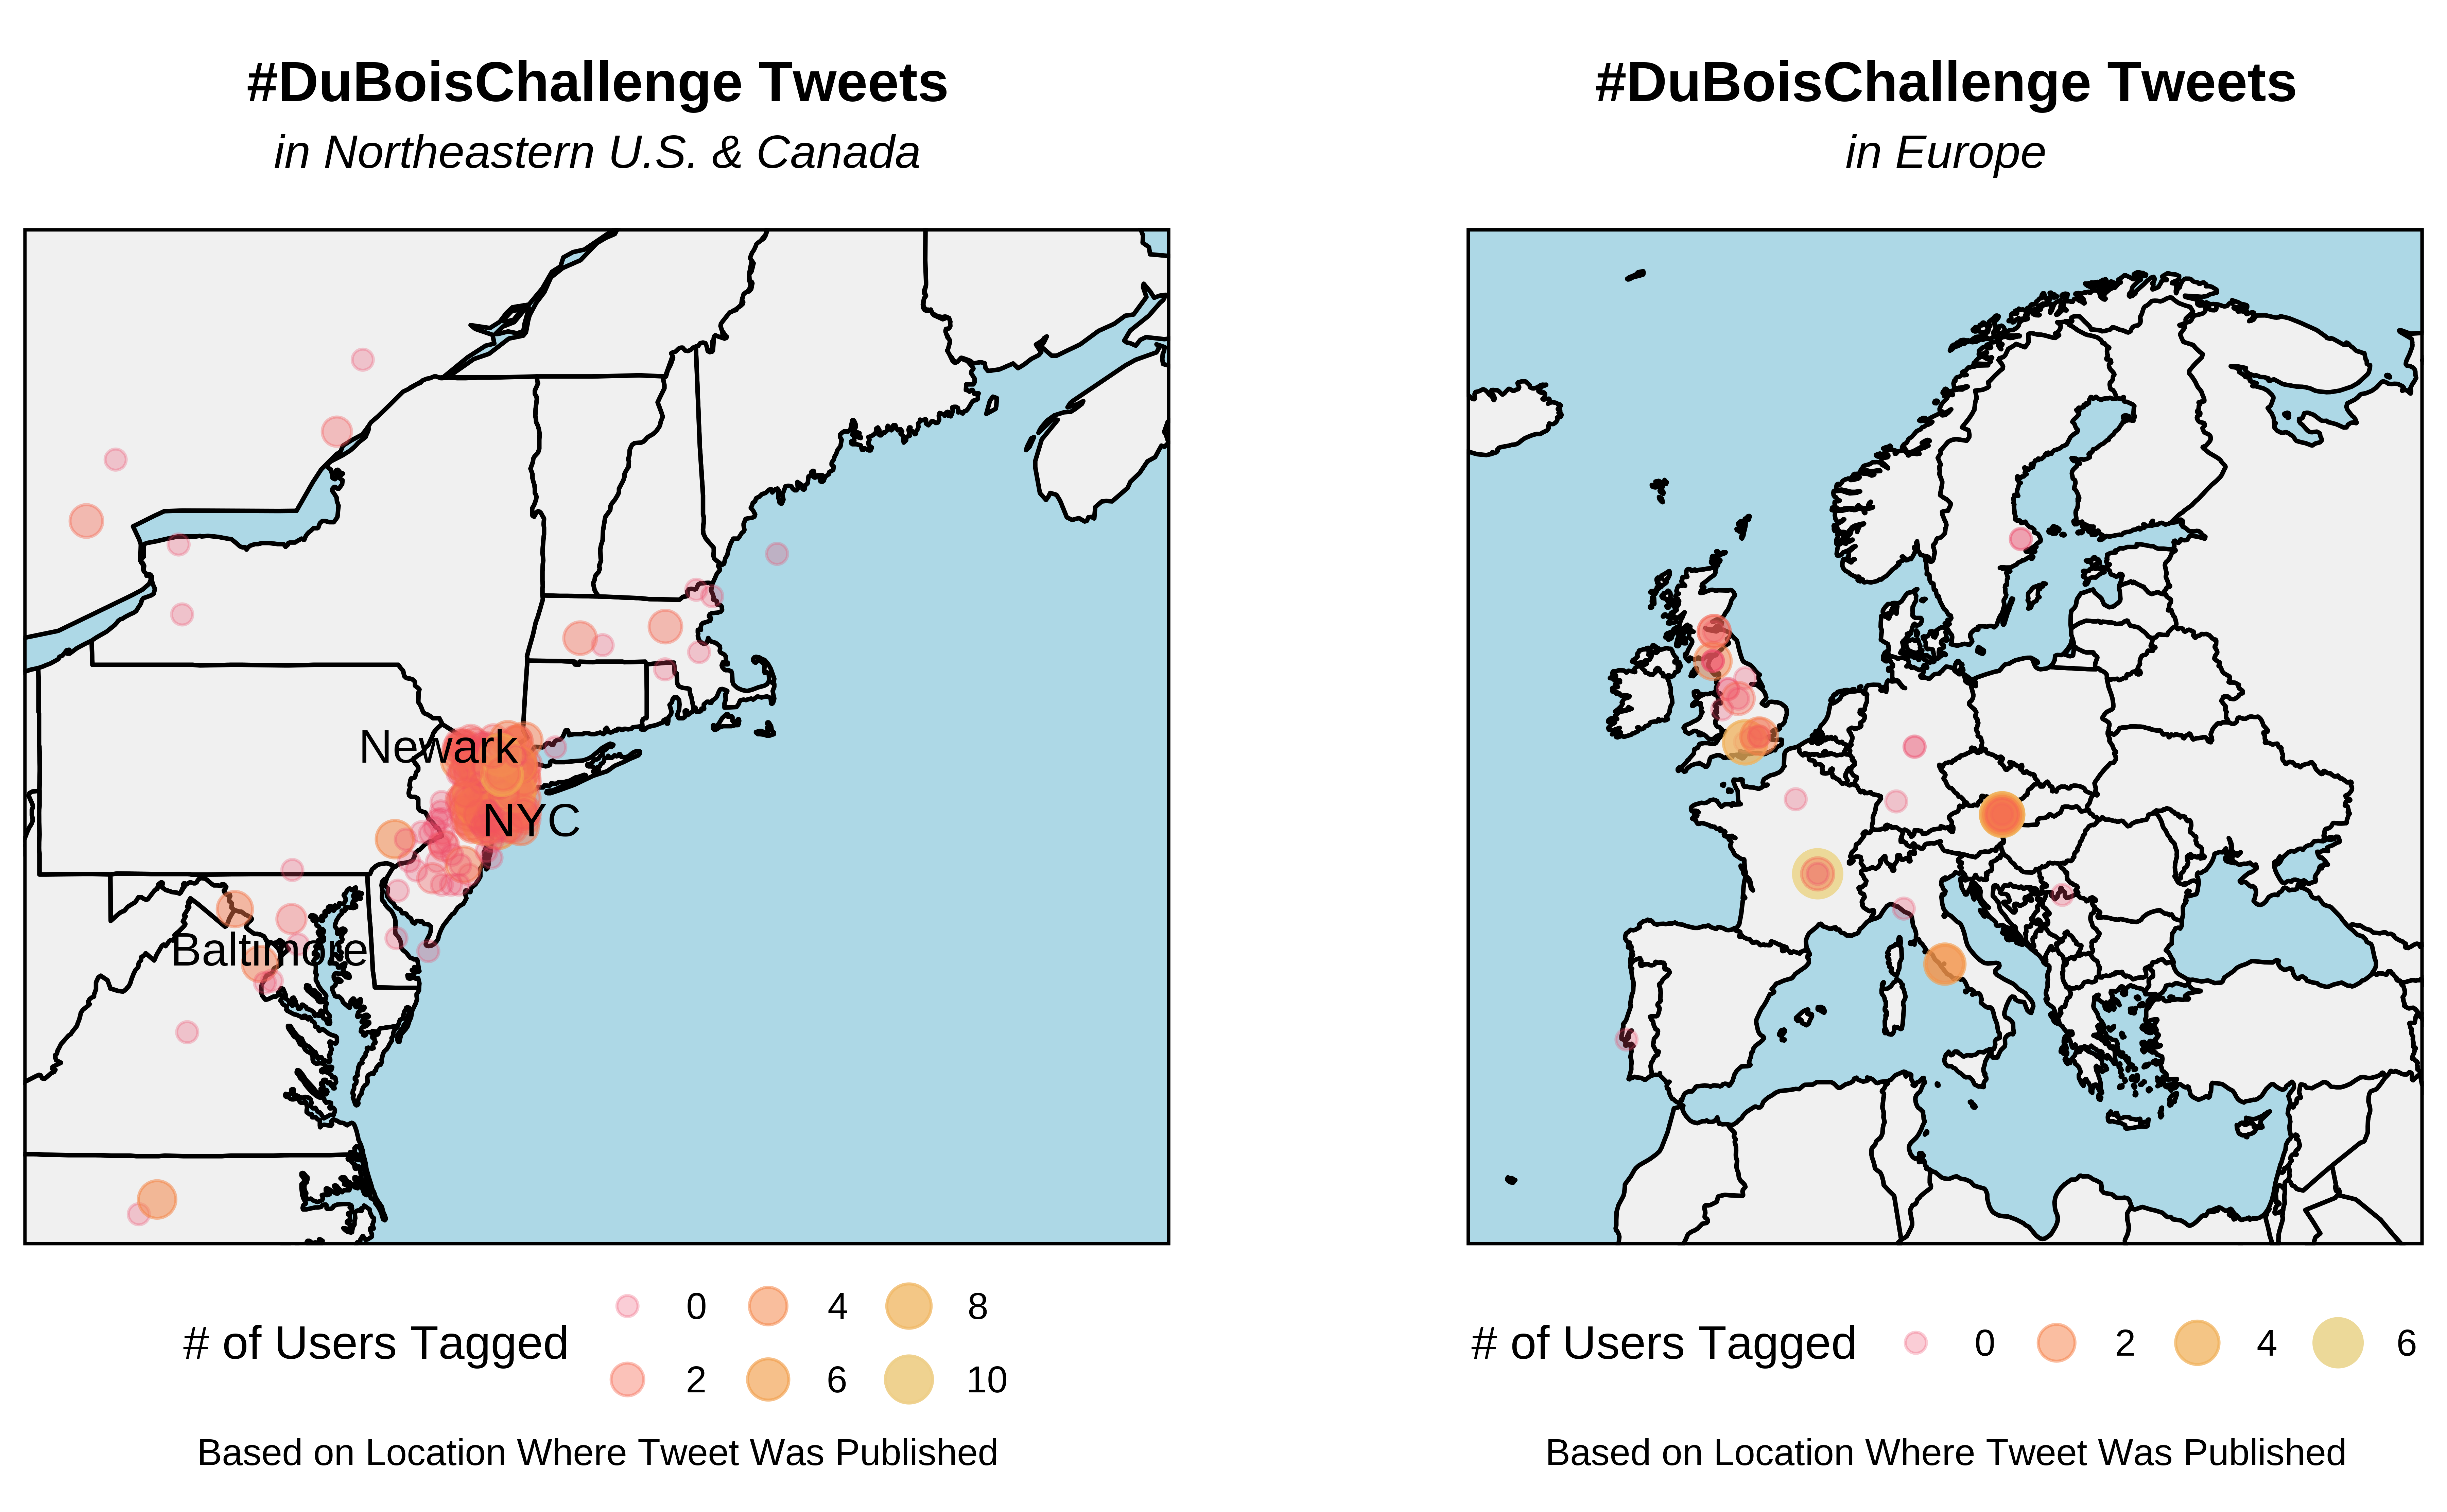 #DuBoisChallenge Tweets
in Northeastern U.S. & Canada
Newark
NYC
Baltimore
# of Users Tagged
0
4
8
2
6
10
Based on Location Where Tweet Was Published
#DuBoisChallenge Tweets
in Europe
# of Users Tagged
0
2
4
6
Based on Location Where Tweet Was Published